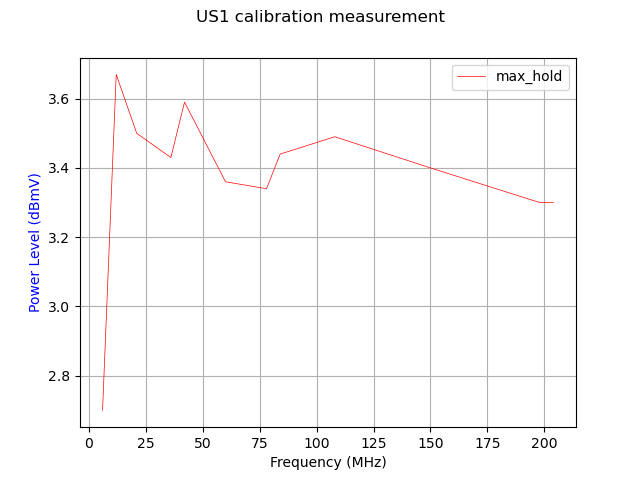 US1 calibration measurement
max_hold
3.6
3.4
3.2
3.0
2.8
Power Level (dBmV)
0 25 50 75 100 125 150 175 200
Frequency (MHz)